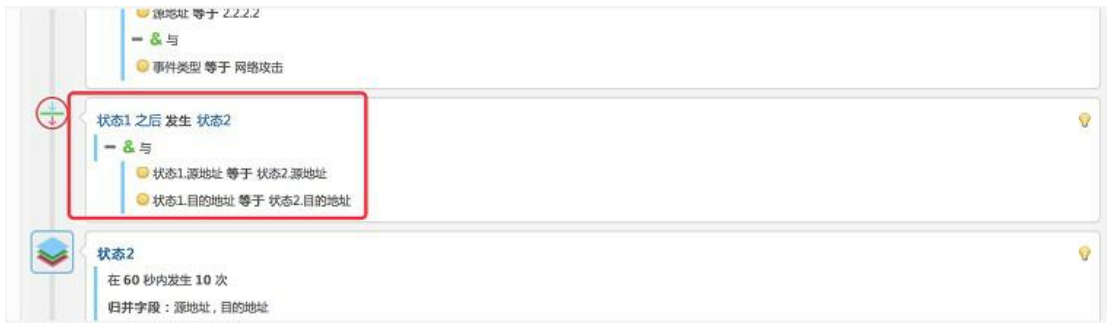 源地址 等于 2.2.2.2
& 与
事件类型 等于 网络攻击
状态1 之后 发生 状态2
& 与
状态1.源地址 等于 状态2.源地址
状态1.目的地址 等于 状态2.目的地址
状态2
在 60 秒内发生 10 次
归并字段：源地址 , 目的地址